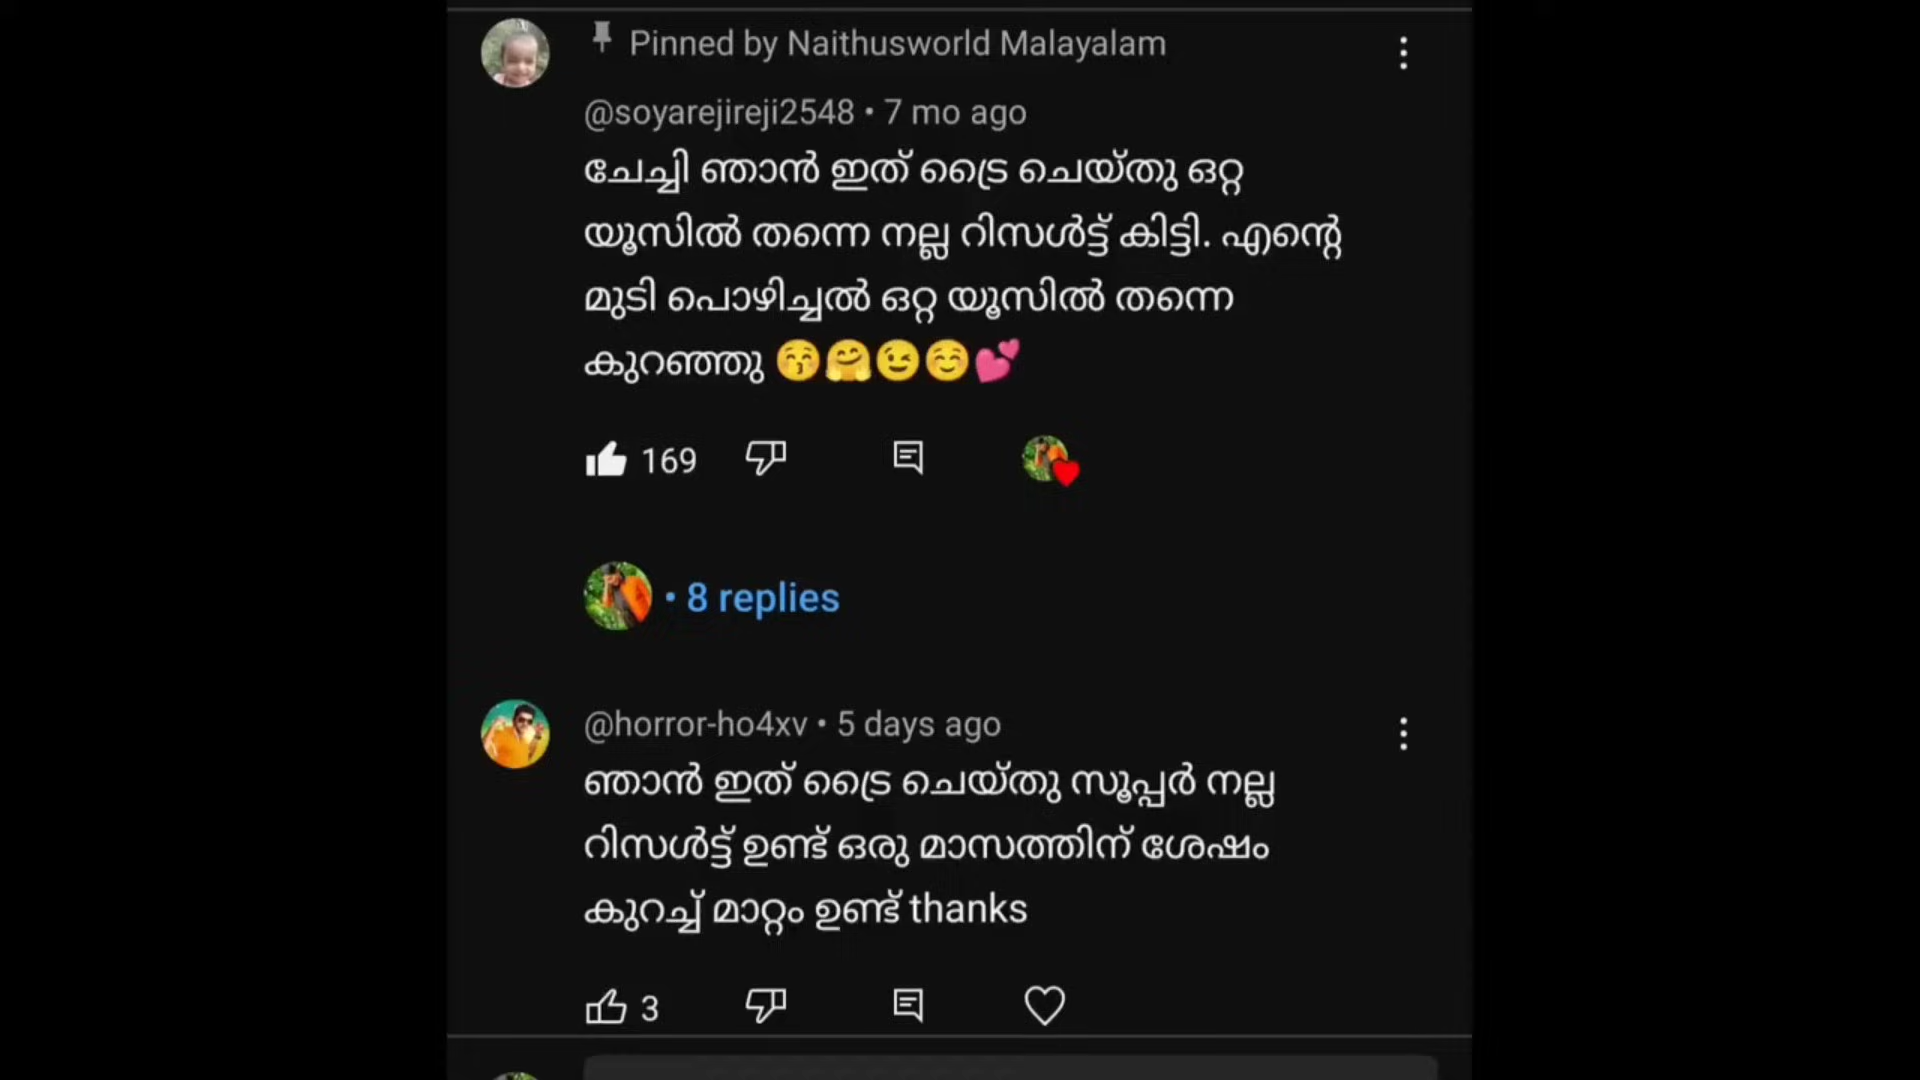 Pinned by Naithusworld Malayalam
@soyarejireji2548 • 7 mo ago
ചേച്ചി ഞാൻ ഇത് ട്രൈ ചെയ്തു ഒറ്റ
യൂസിൽ തന്നെ നല്ല റിസൾട്ട് കിട്ടി. എന്റെ
മുടി പൊഴിച്ചൽ ഒറ്റ യൂസിൽ തന്നെ
കുറഞ്ഞു 😚🤗😉☺️💕
169
• 8 replies
@horror-ho4xv • 5 days ago
ഞാൻ ഇത് ട്രൈ ചെയ്തു സൂപ്പർ നല്ല
റിസൾട്ട് ഉണ്ട് ഒരു മാസത്തിന് ശേഷം
കുറച്ച് മാറ്റം ഉണ്ട് thanks
3